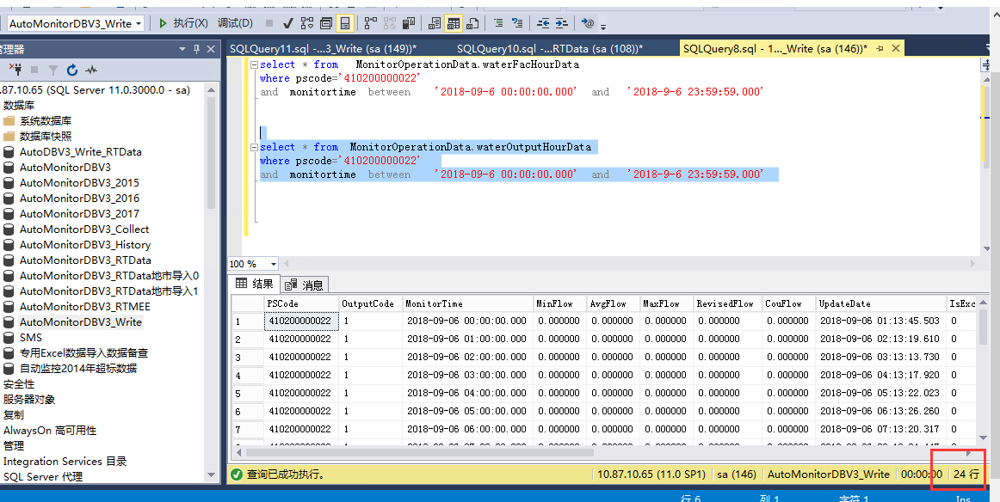 AutoMonitorDBV3_Write 执行(X) 调试(D)
管理器
SQLQuery11.sql -...3_Write (sa (149))* SQLQuery10.sql -...RTData (sa (108))* SQLQuery8.sql - 1..._Write (sa (146))*
.87.10.65 (SQL Server 11.0.3000.0 - sa)
数据库
系统数据库
数据库快照
AutoDBV3_Write_RTData
AutoMonitorDBV3
AutoMonitorDBV3_2015
AutoMonitorDBV3_2016
AutoMonitorDBV3_2017
AutoMonitorDBV3_Collect
AutoMonitorDBV3_History
AutoMonitorDBV3_RTData
AutoMonitorDBV3_RTData地市导入0
AutoMonitorDBV3_RTData地市导入1
AutoMonitorDBV3_RTMEE
AutoMonitorDBV3_Write
SMS
专用Excel数据导入数据备查
自动监控2014年超标数据
安全性
服务器对象
复制
AlwaysOn 高可用性
管理
Integration Services 目录
SQL Server 代理
select * from MonitorOperationData.waterFacHourData
where pscode='410200000022'
and monitortime between '2018-09-6 00:00:00.000' and '2018-09-6 23:59:59.000'
select * from MonitorOperationData.waterOutputHourData
where pscode='410200000022'
and monitortime between '2018-09-6 00:00:00.000' and '2018-9-6 23:59:59.000'
100 %
结果 消息
PSCode OutputCode MonitorTime MinFlow AvgFlow MaxFlow RevisedFlow CouFlow UpdateDate IsExc
1 410200000022 1 2018-09-06 00:00:00.000 0.000000 0.000000 0.000000 0.000000 0.000000 2018-09-06 01:13:45.503 0
2 410200000022 1 2018-09-06 01:00:00.000 0.000000 0.000000 0.000000 0.000000 0.000000 2018-09-06 02:13:19.610 0
3 410200000022 1 2018-09-06 02:00:00.000 0.000000 0.000000 0.000000 0.000000 0.000000 2018-09-06 03:13:13.730 0
4 410200000022 1 2018-09-06 03:00:00.000 0.000000 0.000000 0.000000 0.000000 0.000000 2018-09-06 04:13:17.920 0
5 410200000022 1 2018-09-06 04:00:00.000 0.000000 0.000000 0.000000 0.000000 0.000000 2018-09-06 05:13:22.023 0
6 410200000022 1 2018-09-06 05:00:00.000 0.000000 0.000000 0.000000 0.000000 0.000000 2018-09-06 06:13:26.260 0
7 410200000022 1 2018-09-06 06:00:00.000 0.000000 0.000000 0.000000 0.000000 0.000000 2018-09-06 07:13:20.317 0
查询已成功执行。 10.87.10.65 (11.0 SP1) sa (146) AutoMonitorDBV3_Write 00:00:00 24 行
行 6 列 1 字符 1 Ins